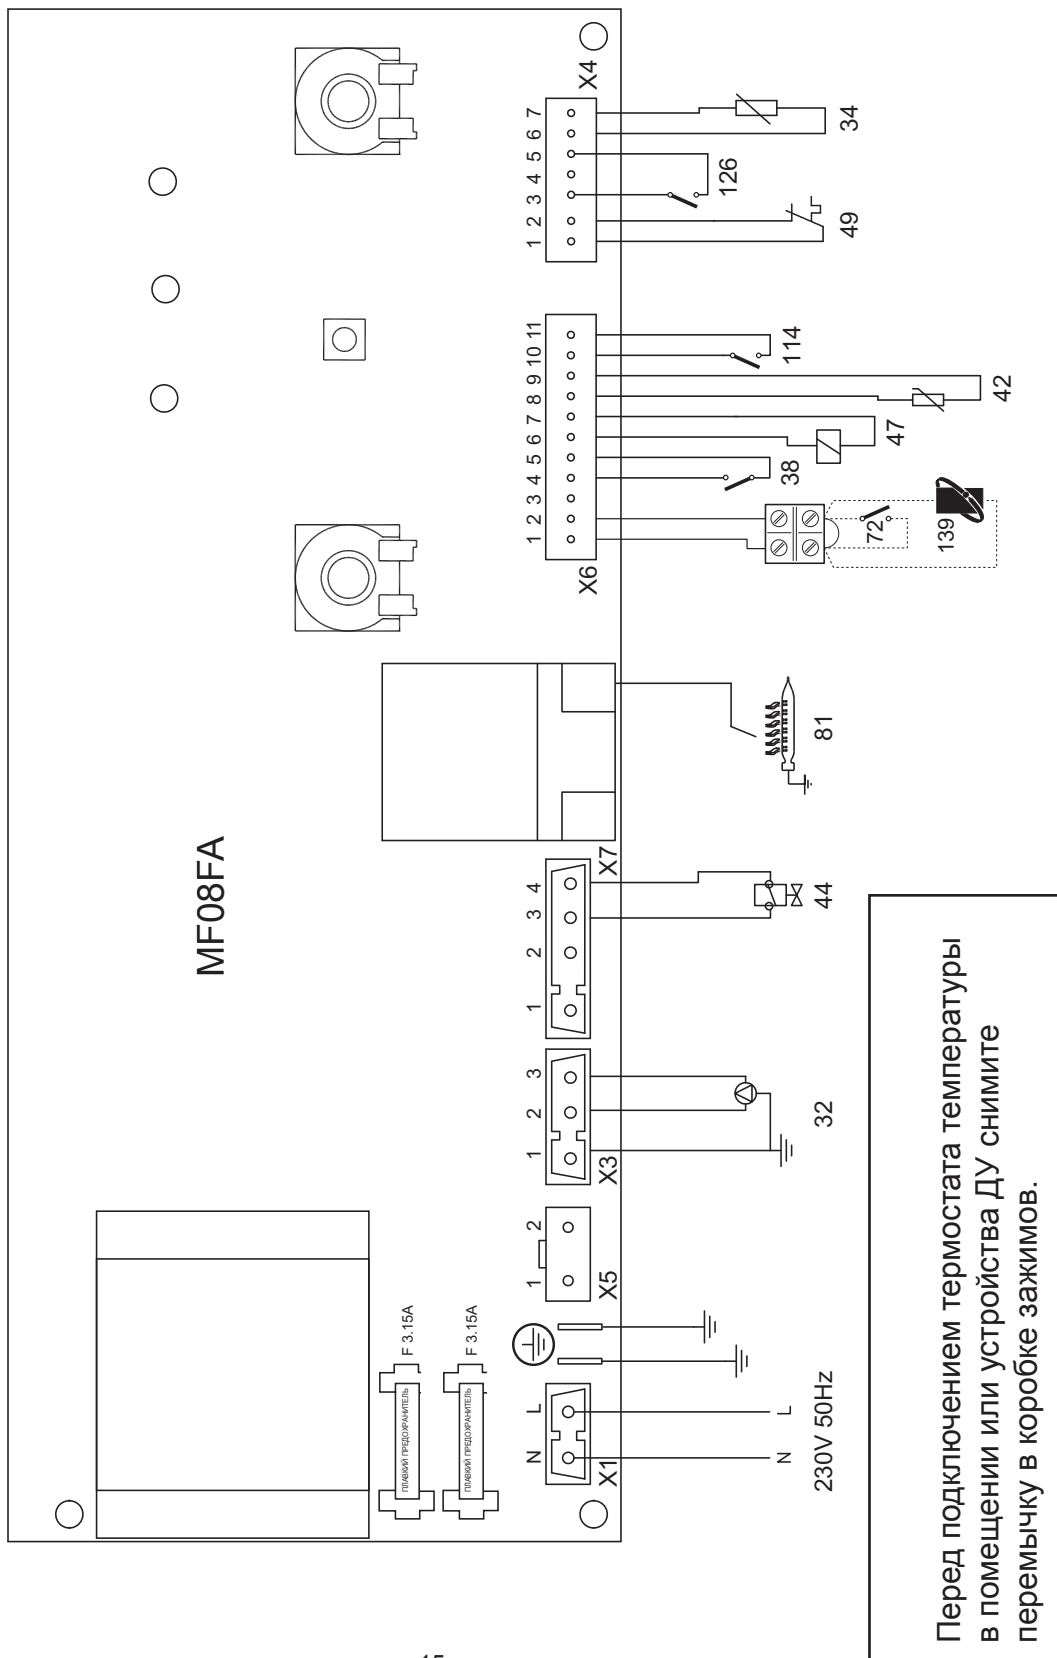 MF08FA
ПЛАВКИЙ ПРЕДОХРАНИТЕЛЬ
F 3.15A
ПЛАВКИЙ ПРЕДОХРАНИТЕЛЬ
F 3.15A
N L
X1
1 2
X5
1 2 3
X3
1 2 3 4
X7
1 2 3 4 5 6 7 8 9 10 11
X6
1 2 3 4 5 6 7
X4
N L
230V 50Hz
32
44
81
72
139
38
47
42
114
49
126
34
Перед подключением термостата температуры
в помещении или устройства ДУ снимите
перемычку в коробке зажимов.